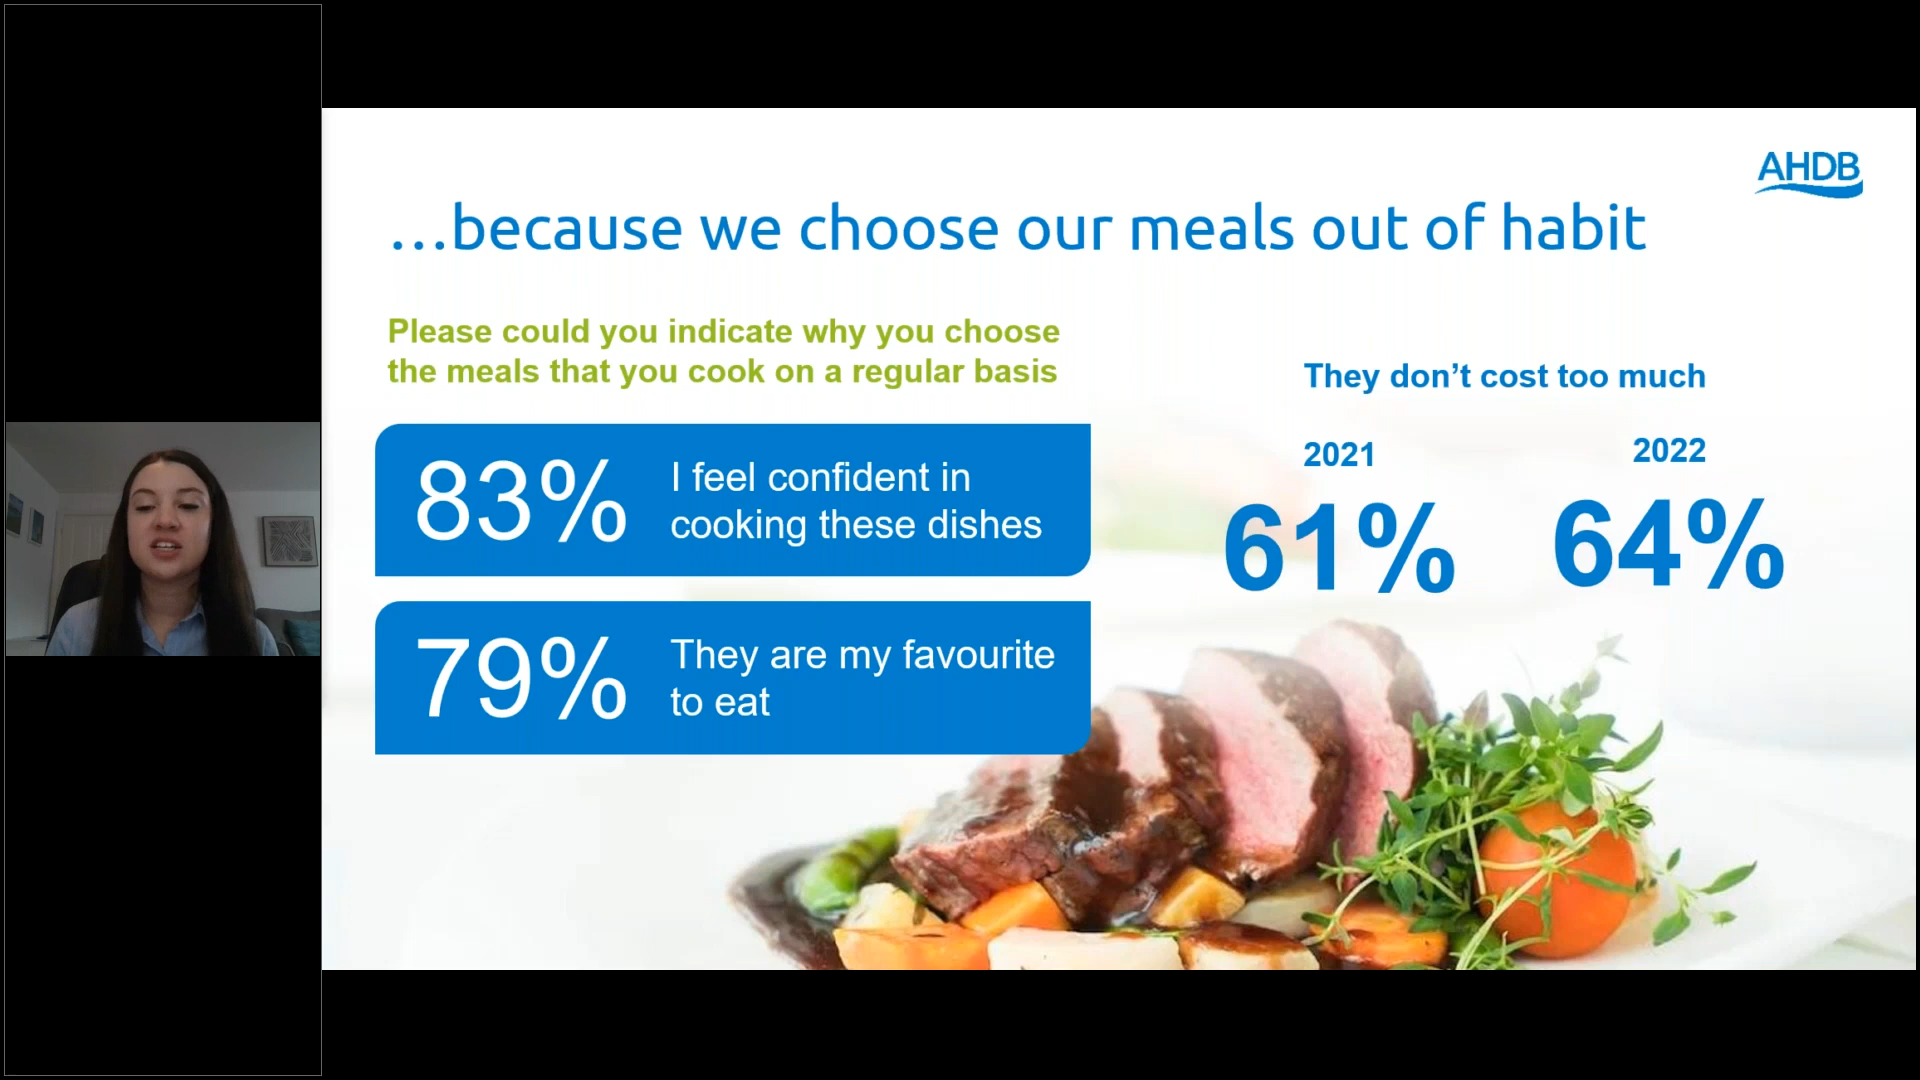 AHDB
…because we choose our meals out of habit
Please could you indicate why you choose
the meals that you cook on a regular basis
83%
I feel confident in
cooking these dishes
79%
They are my favourite
to eat
They don’t cost too much
2021
2022
61%
64%